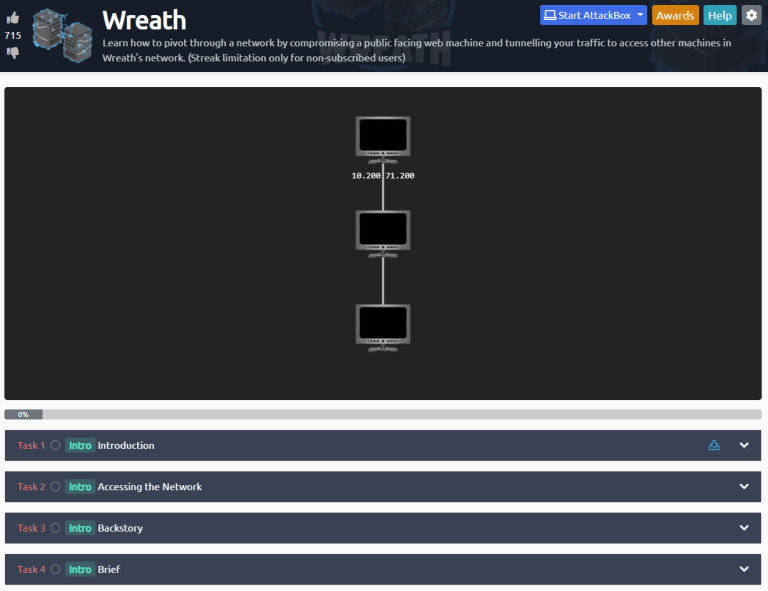 715
Wreath
Start AttackBox
Awards
Help
Learn how to pivot through a network by compromising a public facing web machine and tunnelling your traffic to access other machines in
Wreath's network. (Streak limitation only for non-subscribed users)
WREATH
10.200.71.200
0%
Task 1 Intro Introduction
Task 2 Intro Accessing the Network
Task 3 Intro Backstory
Task 4 Intro Brief